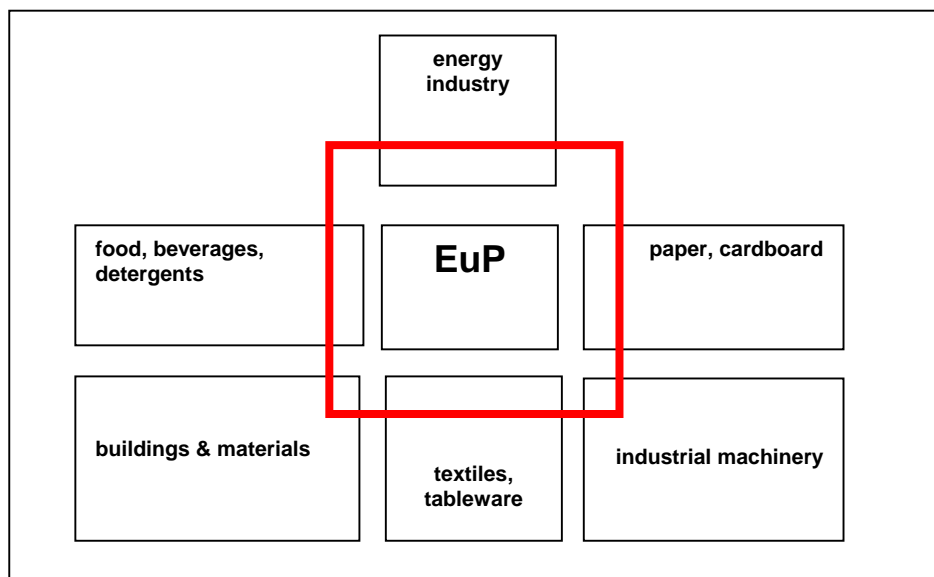 energy
industry
food, beverages,
detergents
EuP
paper, cardboard
buildings & materials
textiles,
tableware
industrial machinery